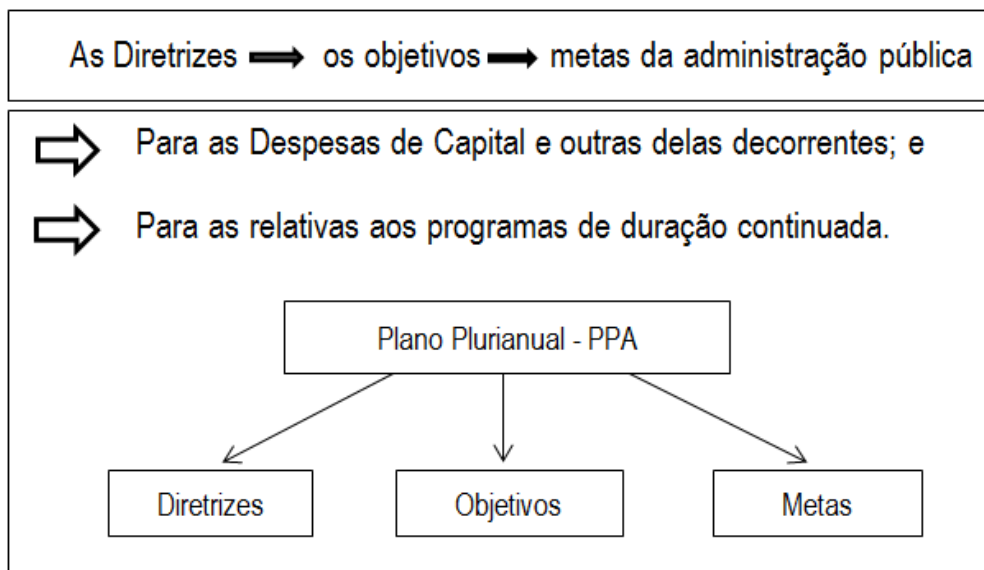 As Diretrizes os objetivos metas da administração pública
Para as Despesas de Capital e outras delas decorrentes; e
Para as relativas aos programas de duração continuada.
Plano Plurianual - PPA
Diretrizes
Objetivos
Metas